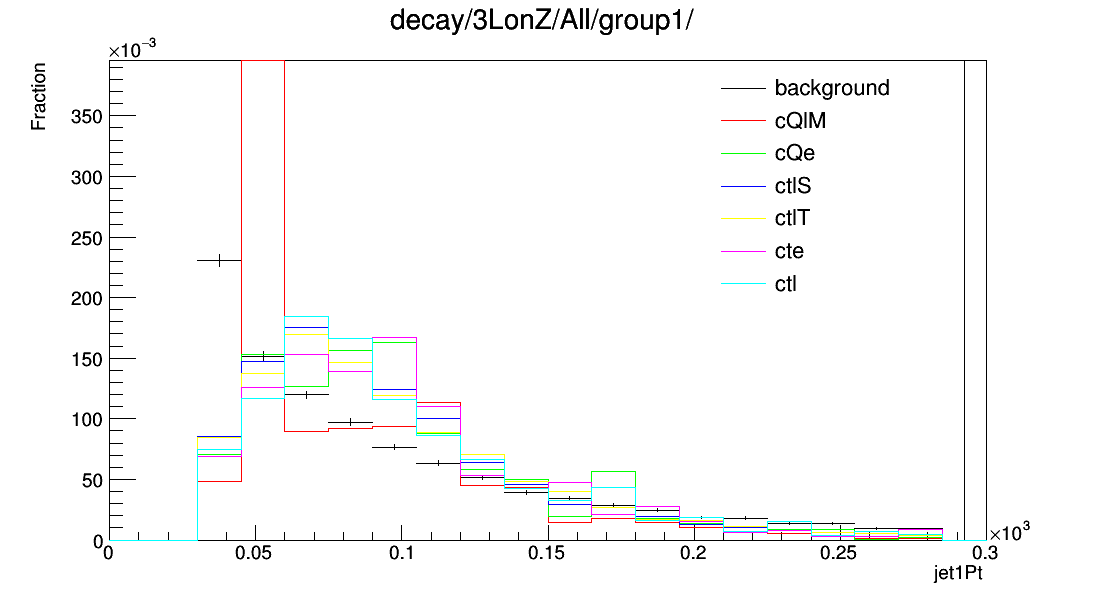 decay/3LonZ/All/group1/
×10⁻³
Fraction
350
300
250
200
150
100
50
0
background
cQlM
cQe
ctlS
ctlT
cte
ctl
0 0.05 0.1 0.15 0.2 0.25 0.3
×10³
jet1Pt